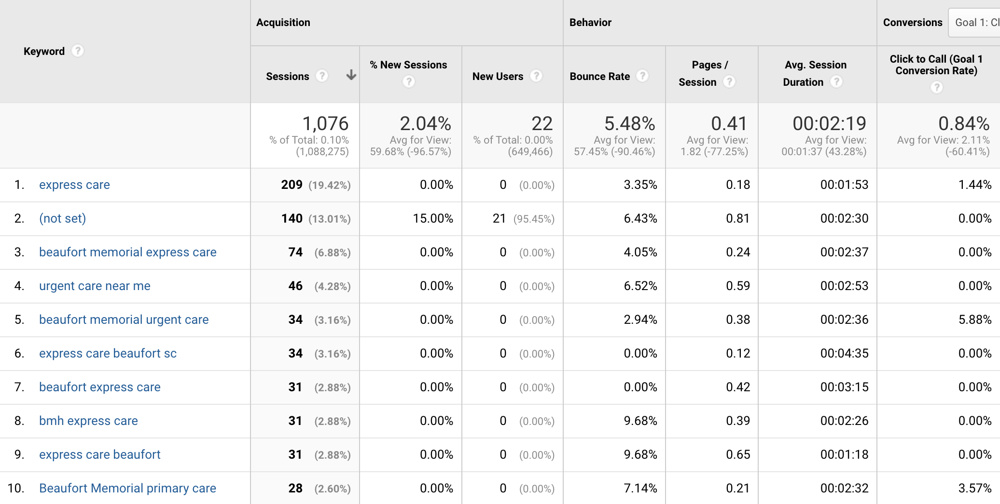 Acquisition Behavior Conversions Goal 1: Cl
Keyword ?
Sessions ? % New Sessions ? New Users ? Bounce Rate ? Pages / Session ? Avg. Session Duration ? Click to Call (Goal 1 Conversion Rate) ?
1,076 2.04% 22 5.48% 0.41 00:02:19 0.84%
% of Total: 0.10% Avg for View: % of Total: 0.00% Avg for View: Avg for View: Avg for View: Avg for View: 2.11%
(1,088,275) 59.68% (-96.57%) (649,466) 57.45% (-90.46%) 1.82 (-77.25%) 00:01:37 (43.28%) (-60.41%)
1. express care 209 (19.42%) 0.00% 0 (0.00%) 3.35% 0.18 00:01:53 1.44%
2. (not set) 140 (13.01%) 15.00% 21 (95.45%) 6.43% 0.81 00:02:30 0.00%
3. beaufort memorial express care 74 (6.88%) 0.00% 0 (0.00%) 4.05% 0.24 00:02:37 0.00%
4. urgent care near me 46 (4.28%) 0.00% 0 (0.00%) 6.52% 0.59 00:02:53 0.00%
5. beaufort memorial urgent care 34 (3.16%) 0.00% 0 (0.00%) 2.94% 0.38 00:02:36 5.88%
6. express care beaufort sc 34 (3.16%) 0.00% 0 (0.00%) 0.00% 0.12 00:04:35 0.00%
7. beaufort express care 31 (2.88%) 0.00% 0 (0.00%) 0.00% 0.42 00:03:15 0.00%
8. bmh express care 31 (2.88%) 0.00% 0 (0.00%) 9.68% 0.39 00:02:26 0.00%
9. express care beaufort 31 (2.88%) 0.00% 0 (0.00%) 9.68% 0.65 00:01:18 0.00%
10. Beaufort Memorial primary care 28 (2.60%) 0.00% 0 (0.00%) 7.14% 0.21 00:02:32 3.57%